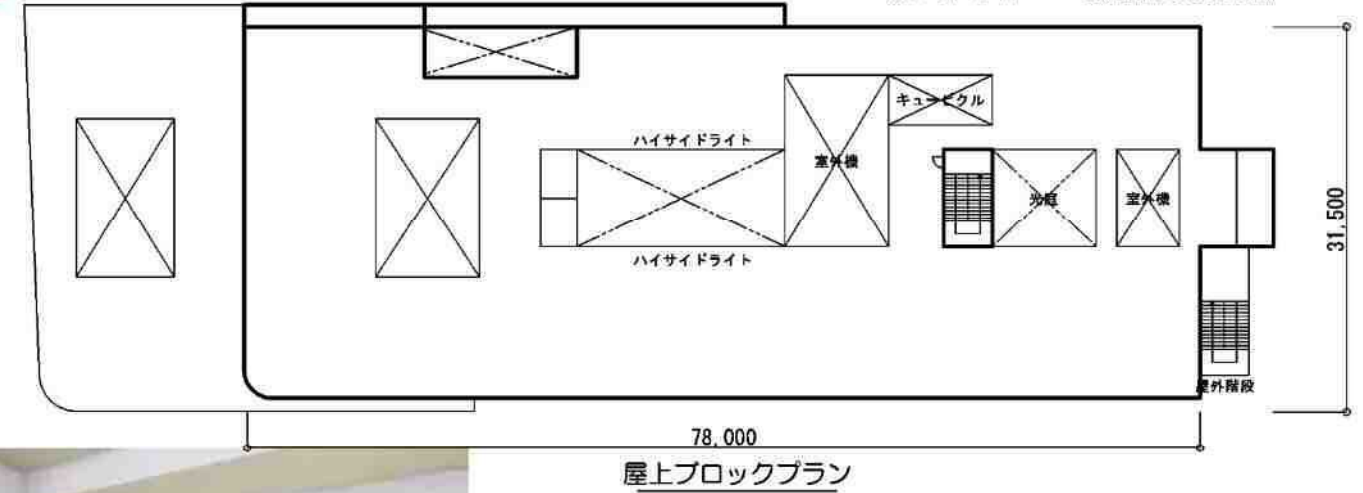 キュービクル
ハイサイドライト
室外機
光庭
室外機
ハイサイドライト
31,500
屋外階段
78,000
屋上ブロックプラン